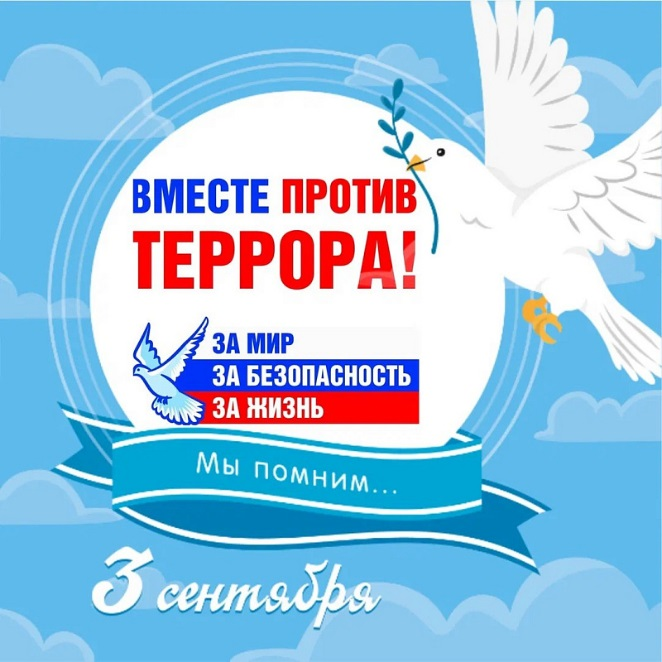 ВМЕСТЕ ПРОТИВ
ТЕРРОРА!
ЗА МИР
ЗА БЕЗОПАСНОСТЬ
ЗА ЖИЗНЬ
Мы помним...
3 сентября